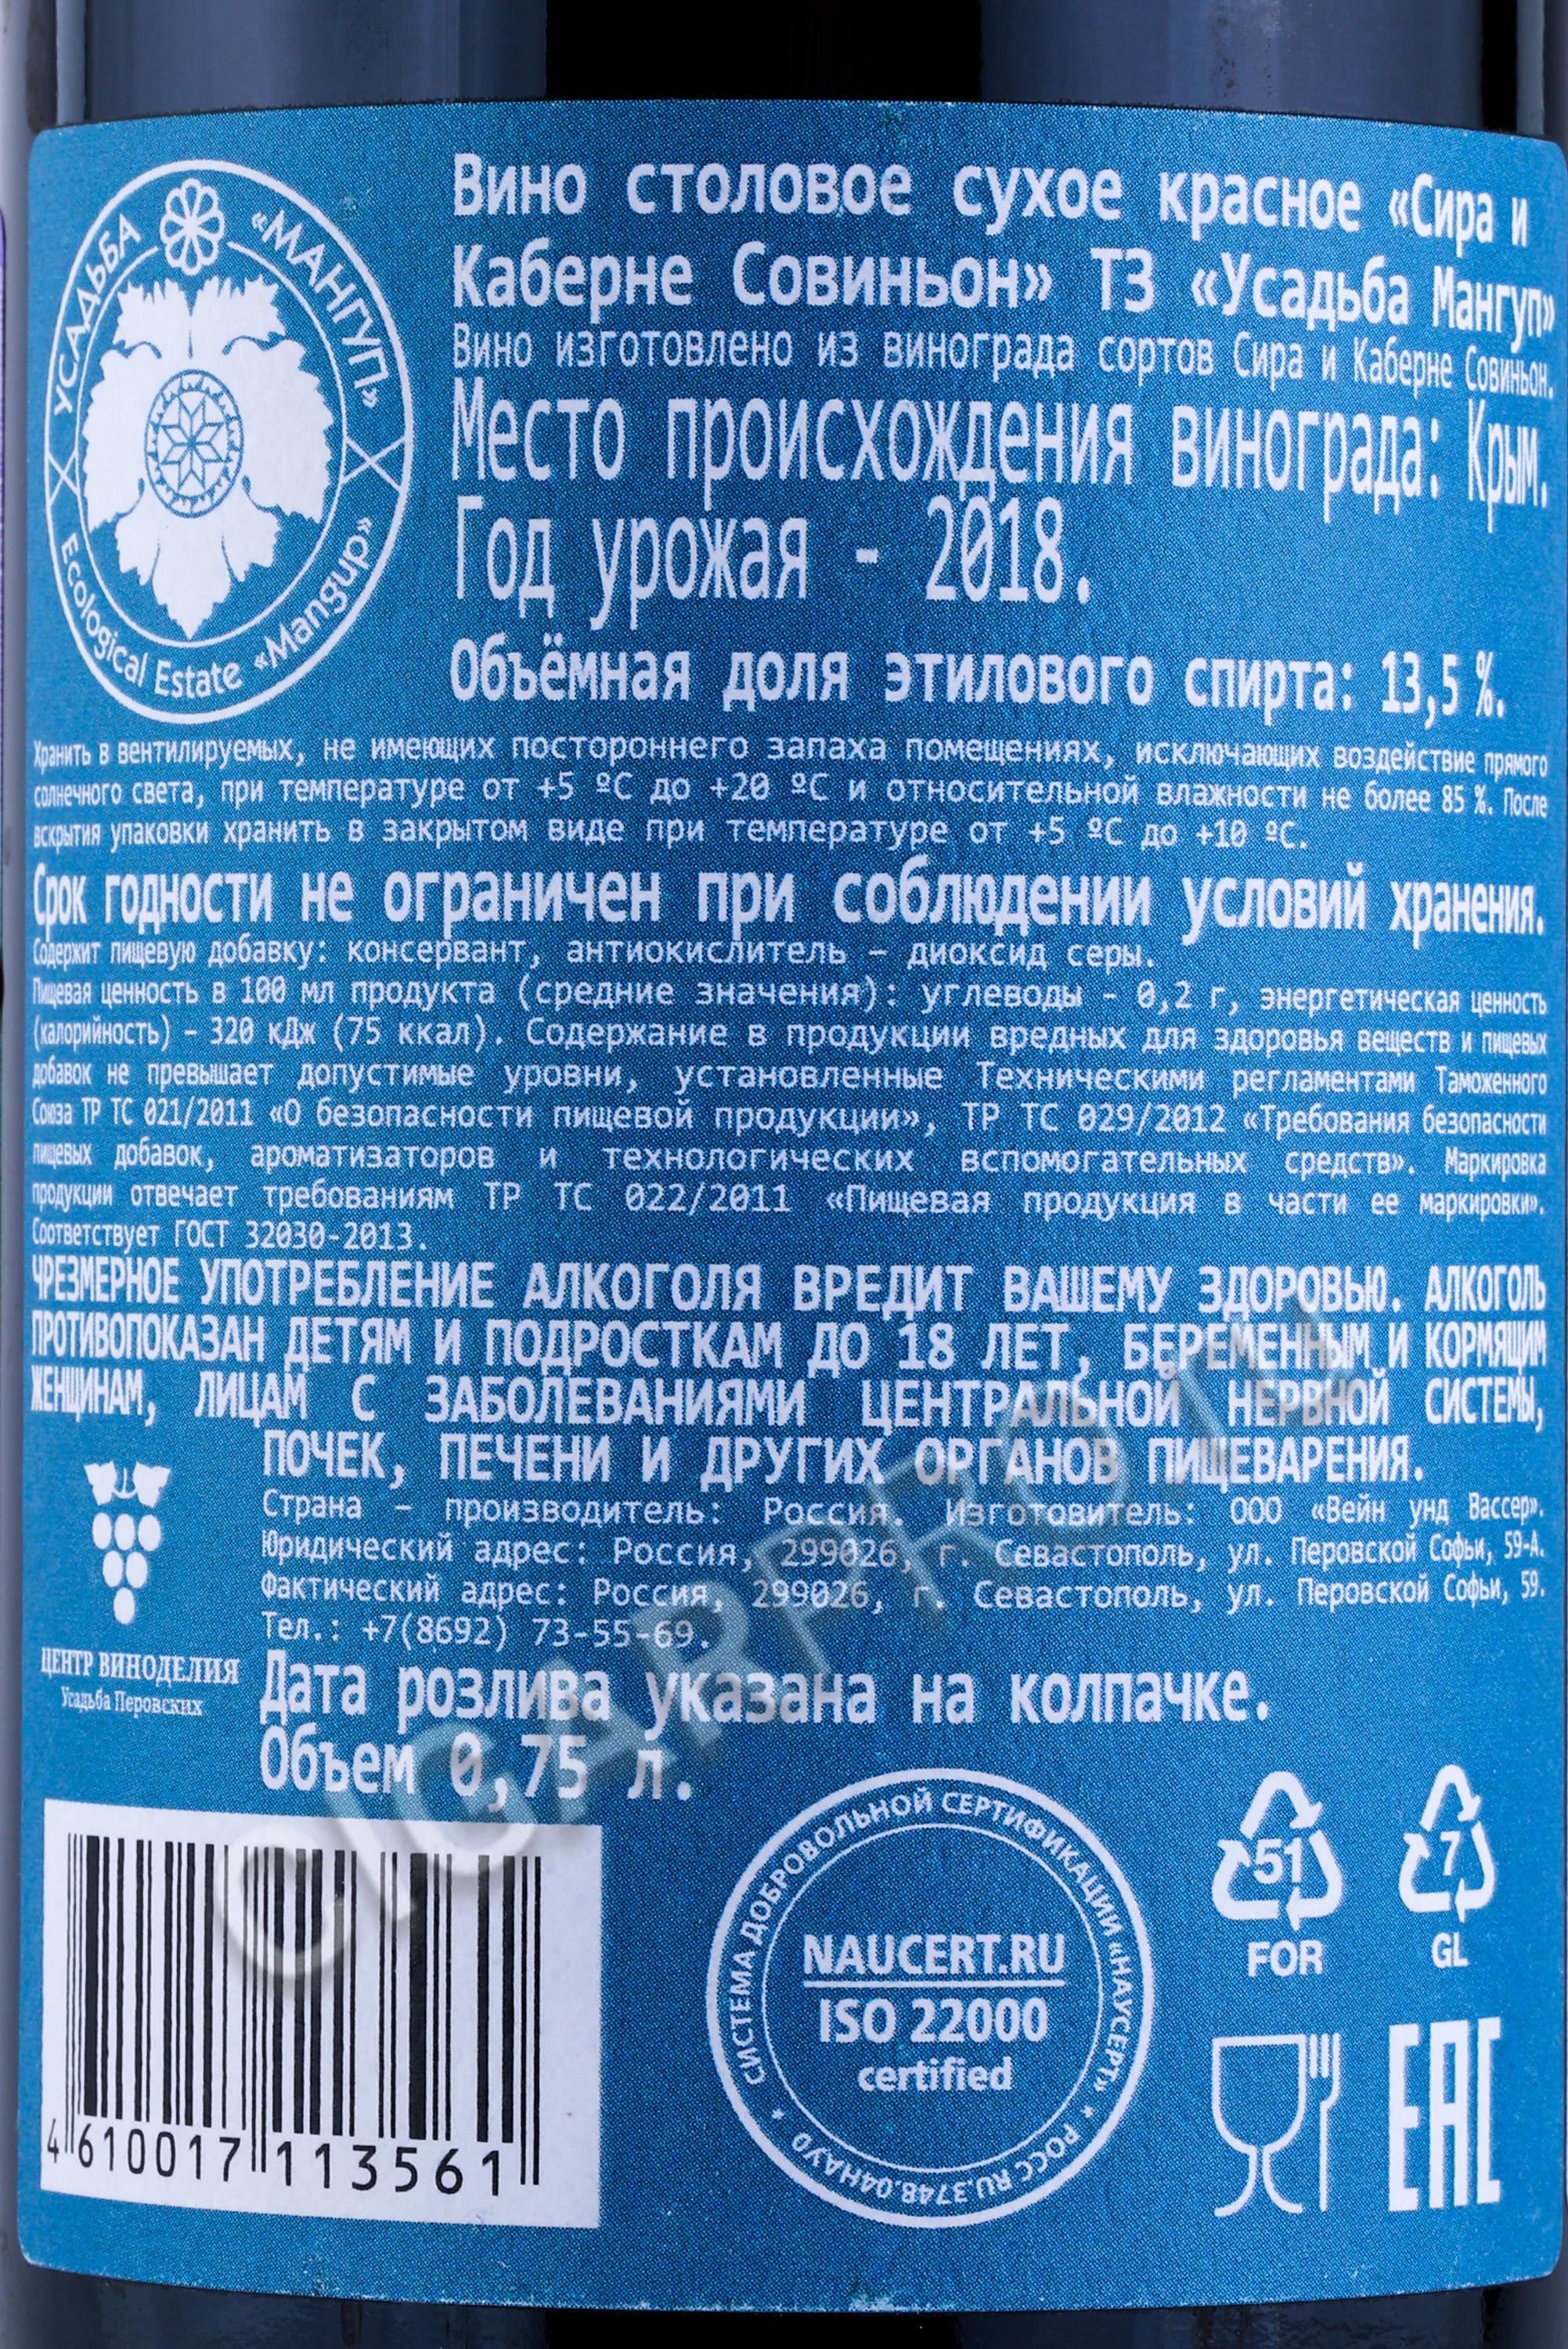 УСАДЬБА «МАНГУП»
Ecological Estate «Mangup»
Вино столовое сухое красное «Сира и
Каберне Совиньон» ТЗ «Усадьба Мангуп»
Вино изготовлено из винограда сортов Сира и Каберне Совиньон.
Место происхождения винограда: Крым.
Год урожая - 2018.
Объёмная доля этилового спирта: 13,5 %.
Хранить в вентилируемых, не имеющих постороннего запаха помещениях, исключающих воздействие прямого
солнечного света, при температуре от +5 ºС до +20 ºС и относительной влажности не более 85 %. После
вскрытия упаковки хранить в закрытом виде при температуре от +5 ºС до +10 ºС.
Срок годности не ограничен при соблюдении условий хранения.
Содержит пищевую добавку: консервант, антиокислитель – диоксид серы.
Пищевая ценность в 100 мл продукта (средние значения): углеводы - 0,2 г, энергетическая ценность
(калорийность) – 320 кДж (75 ккал). Содержание в продукции вредных для здоровья веществ и пищевых
добавок не превышает допустимые уровни, установленные Техническими регламентами Таможенного
Союза ТР ТС 021/2011 «О безопасности пищевой продукции», ТР ТС 029/2012 «Требования безопасности
пищевых добавок, ароматизаторов и технологических вспомогательных средств». Маркировка
продукции отвечает требованиям ТР ТС 022/2011 «Пищевая продукция в части ее маркировки».
Соответствует ГОСТ 32030-2013.
ЧРЕЗМЕРНОЕ УПОТРЕБЛЕНИЕ АЛКОГОЛЯ ВРЕДИТ ВАШЕМУ ЗДОРОВЬЮ. АЛКОГОЛЬ
ПРОТИВОПОКАЗАН ДЕТЯМ И ПОДРОСТКАМ ДО 18 ЛЕТ, БЕРЕМЕННЫМ И КОРМЯЩИМ
ЖЕНЩИНАМ, ЛИЦАМ С ЗАБОЛЕВАНИЯМИ ЦЕНТРАЛЬНОЙ НЕРВНОЙ СИСТЕМЫ,
ПОЧЕК, ПЕЧЕНИ И ДРУГИХ ОРГАНОВ ПИЩЕВАРЕНИЯ.
Страна – производитель: Россия. Изготовитель: ООО «Вейн унд Вассер».
Юридический адрес: Россия, 299026, г. Севастополь, ул. Перовской Софьи, 59-А.
Фактический адрес: Россия, 299026, г. Севастополь, ул. Перовской Софьи, 59.
Тел.: +7(8692) 73-55-69.
ЦЕНТР ВИНОДЕЛИЯ
Усадьба Перовских
Дата розлива указана на колпачке.
Объем 0,75 л.
CIGARPRO.RU
4 610017 113561
СИСТЕМА ДОБРОВОЛЬНОЙ СЕРТИФИКАЦИИ «НАУСЕРТ»
NAUCERT.RU
ISO 22000
certified
РОСС RU.З748.04НАУ0
51
FOR
7
GL
EAC